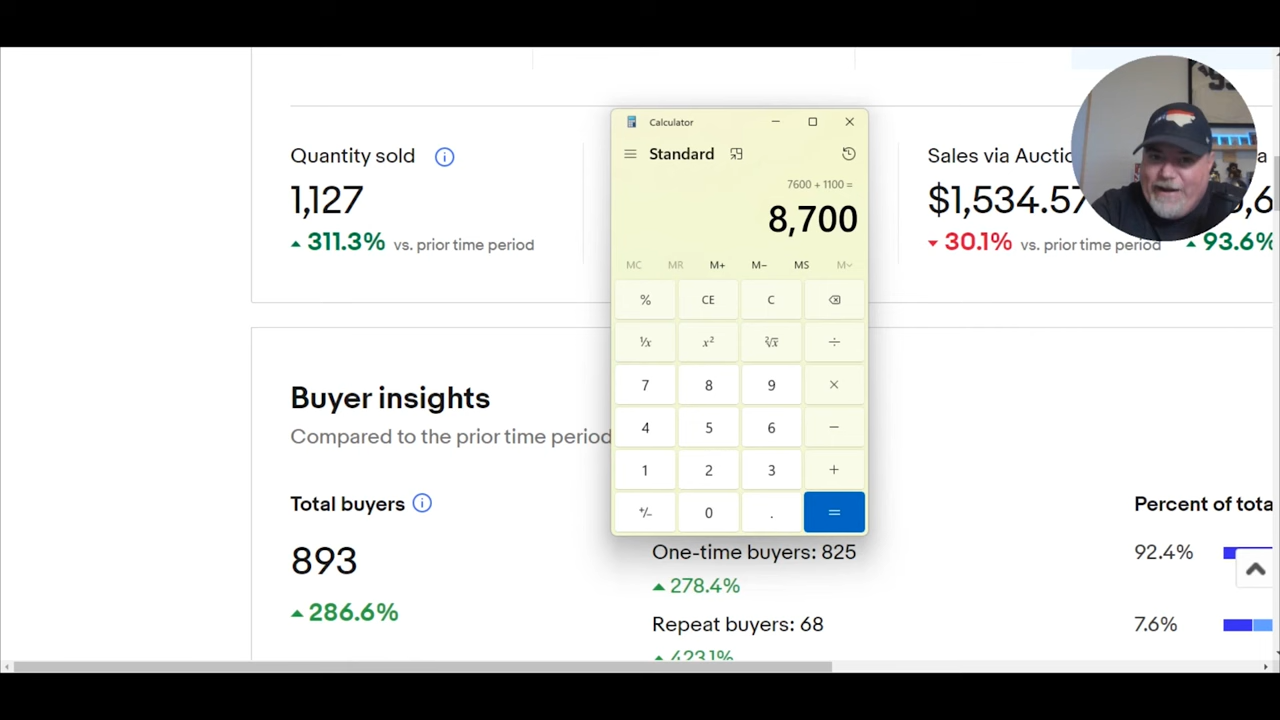 Quantity sold
1,127
311.3% vs. prior time period
Sales via Auctio
$1,534.57
30.1% vs. prior time period
93.6%
Calculator
Standard
7600 + 1100 =
8,700
MC MR M+ M− MS M
% CE C
⅟x x² ²√x ÷
7 8 9 ×
4 5 6 −
1 2 3 +
+/− 0 . =
Buyer insights
Compared to the prior time period
Total buyers
893
286.6%
One-time buyers: 825
278.4%
Repeat buyers: 68
423.1%
Percent of tota
92.4%
7.6%